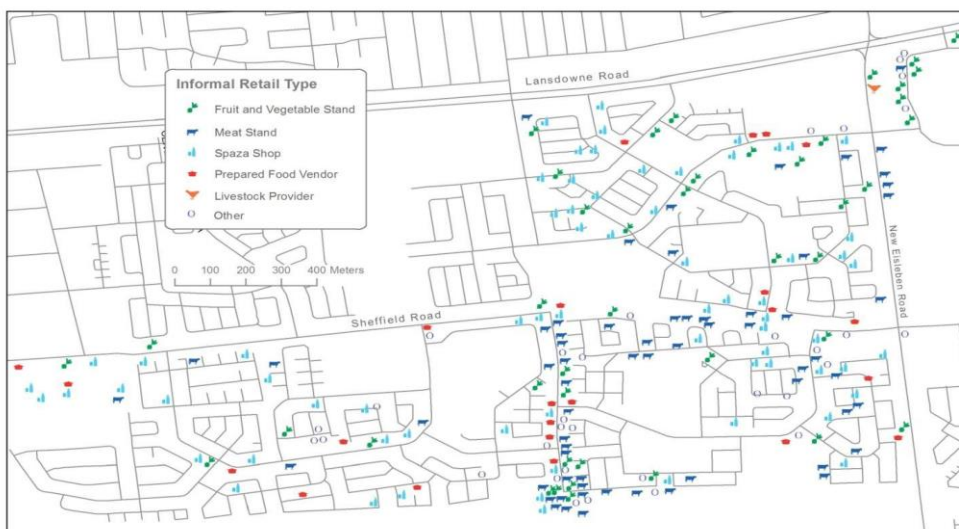 Lansdowne Road
Informal Retail Type
Fruit and Vegetable Stand
Meat Stand
Spaza Shop
Prepared Food Vendor
Livestock Provider
Other
0 100 200 300 400 Meters
New Eisleben Road
Sheffield Road